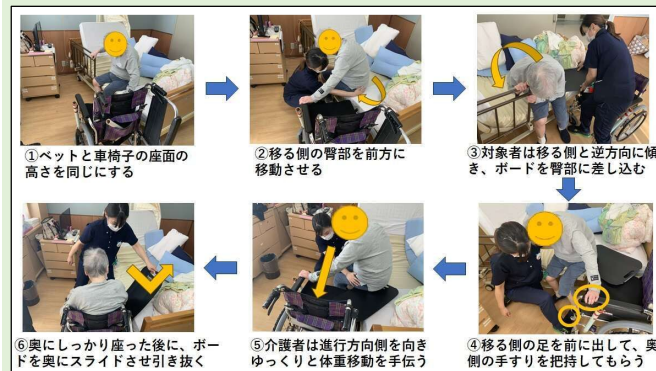 ①ベットと車椅子の座面の
高さを同じにする
②移る側の臀部を前方に
移動させる
③対象者は移る側と逆方向に傾
き、ボードを臀部に差し込む
④移る側の足を前に出して、奥
側の手すりを把持してもらう
⑤介護者は進行方向側を向き
ゆっくりと体重移動を手伝う
⑥奥にしっかり座った後に、ボー
ドを奥にスライドさせ引き抜く